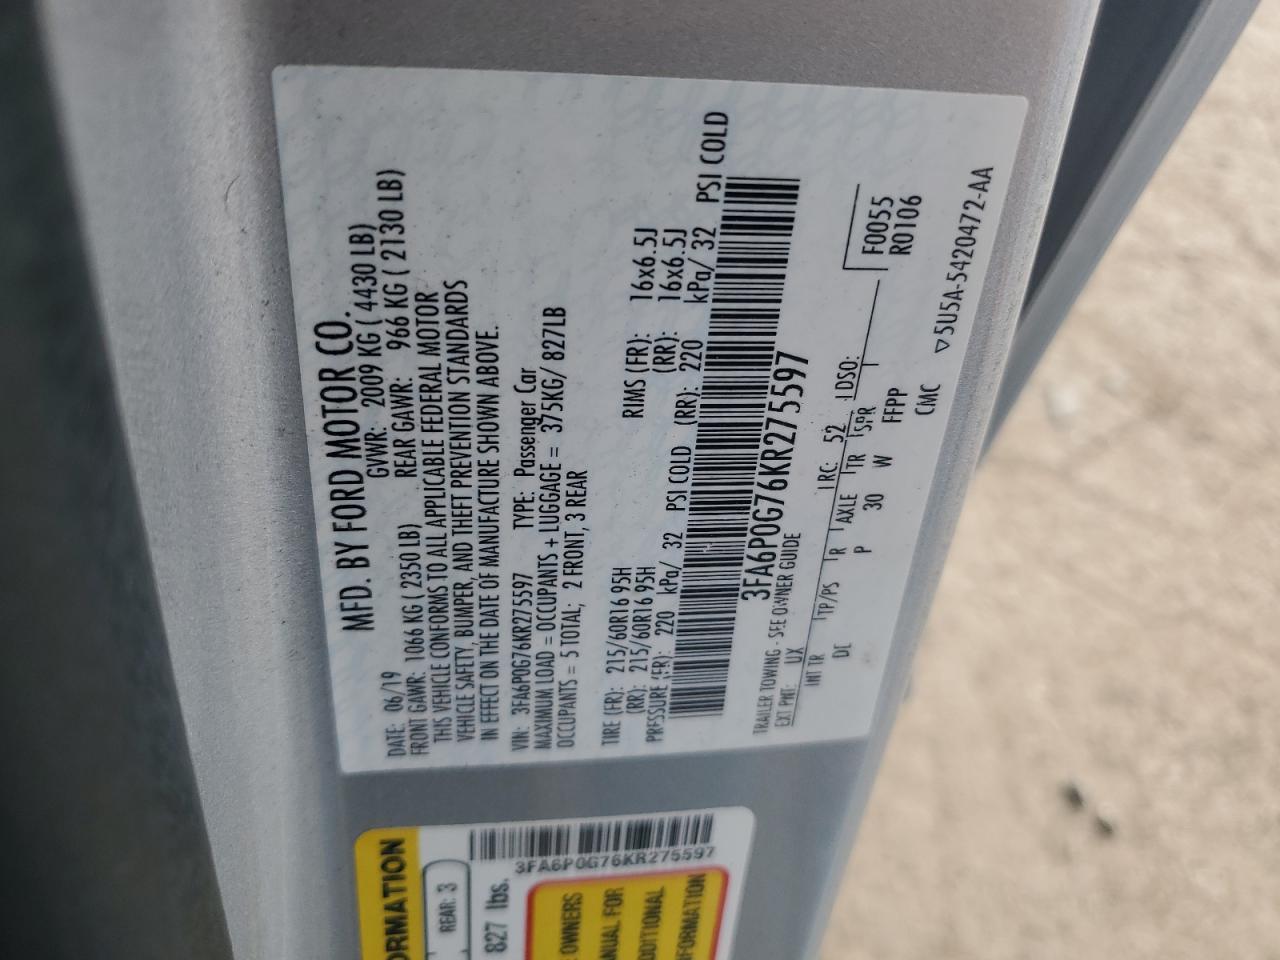 MFD. BY FORD MOTOR CO.
DATE: 06/19 GVWR: 2009 KG ( 4430 LB)
FRONT GAWR: 1066 KG ( 2350 LB) REAR GAWR: 966 KG ( 2130 LB)
THIS VEHICLE CONFORMS TO ALL APPLICABLE FEDERAL MOTOR
VEHICLE SAFETY, BUMPER, AND THEFT PREVENTION STANDARDS
IN EFFECT ON THE DATE OF MANUFACTURE SHOWN ABOVE.
VIN: 3FA6P0G76KR275597 TYPE: Passenger Car
MAXIMUM LOAD = OCCUPANTS + LUGGAGE = 375KG/ 827LB
OCCUPANTS = 5 TOTAL; 2 FRONT, 3 REAR
TIRE (FR): 215/60R16 95H RIMS (FR): 16x6.5J
(RR): 215/60R16 95H (RR): 16x6.5J
PRESSURE (FR): 220 kPa/ 32 PSI COLD (RR): 220 kPa/ 32 PSI COLD
3FA6P0G76KR275597
TRAILER TOWING - SEE OWNER GUIDE
EXT PNT: UX RC: 52 DSO:
INT TR TP/PS R AXLE TR SPR
DE P 30 W FFPP
F0055
R0106
CMC
▽5U5A-5420472-AA
ORMATION
REAR: 3
827 lbs.
3FA6P0G76KR275597
OWNERS
ANUAL FOR
DDITIONAL
FORMATION